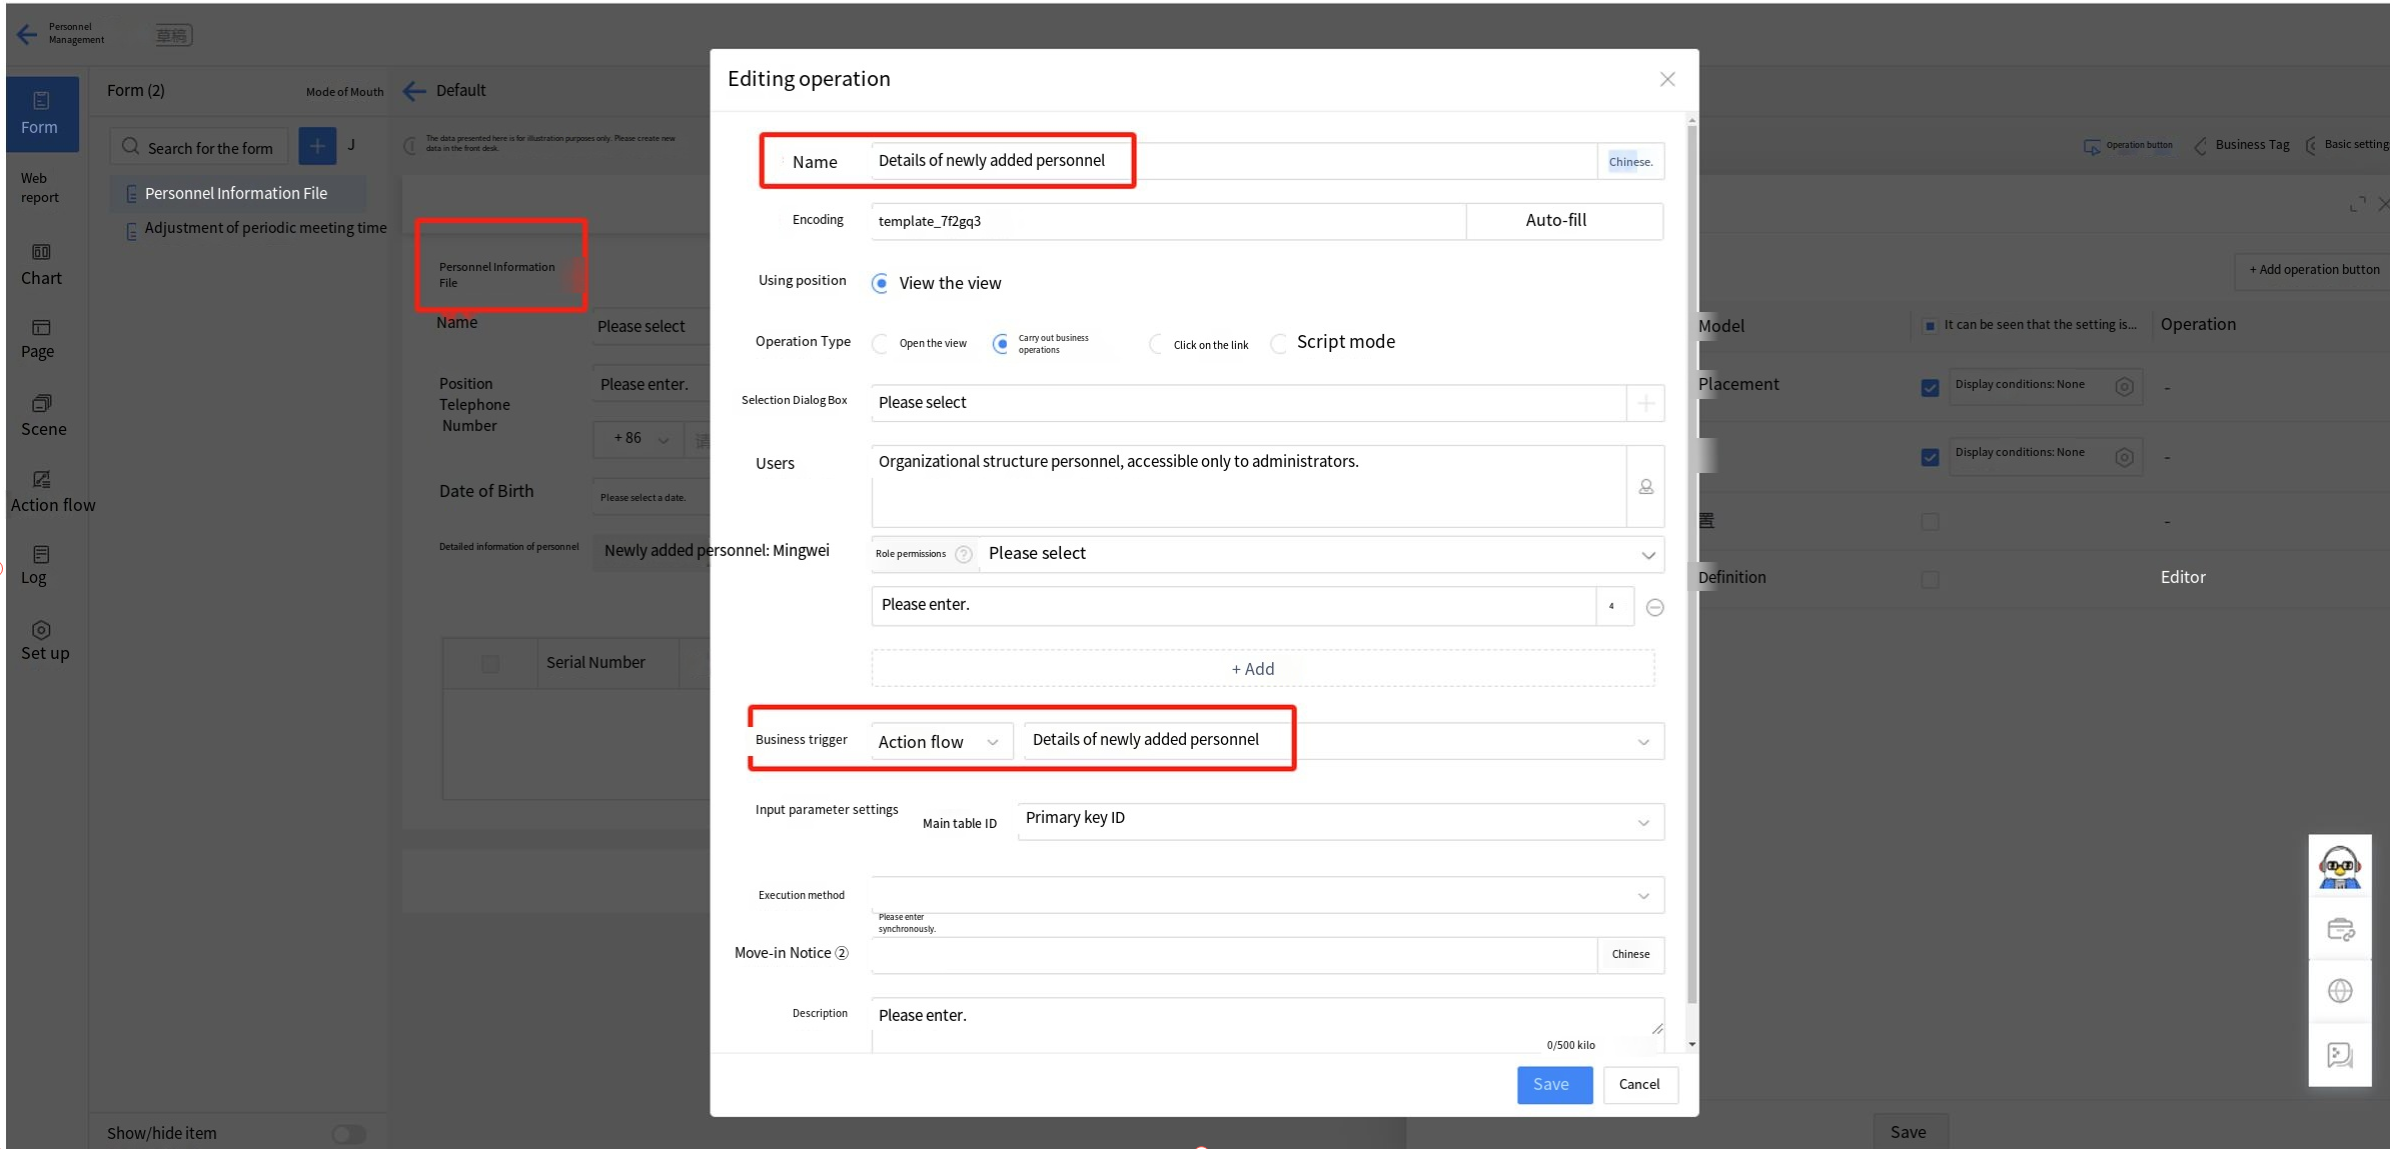 Personnel
Management
草稿
Form
Web
report
Chart
Page
Scene
Action flow
Log
Set up
Form (2)
Mode of Mouth
Search for the form
J
Personnel Information File
Adjustment of periodic meeting time
Show/hide item
Default
The data presented here is for illustration purposes only. Please create new
data in the front desk.
Personnel Information
File
Name
Please select
Position
Please enter.
Telephone
Number
+ 86
Date of Birth
Please select a date.
Detailed information of personnel
Newly added personnel: Mingwei
Serial Number
Editing operation
Name
Details of newly added personnel
Chinese.
Encoding
template_7f2gq3
Auto-fill
Using position
View the view
Operation Type
Open the view
Carry out business
operations
Click on the link
Script mode
Selection Dialog Box
Please select
Users
Organizational structure personnel, accessible only to administrators.
Role permissions
Please select
Please enter.
4
+ Add
Business trigger
Action flow
Details of newly added personnel
Input parameter settings
Main table ID
Primary key ID
Execution method
Please enter
synchronously.
Move-in Notice ②
Chinese
Description
Please enter.
0/500 kilo
Save
Cancel
Operation button
Business Tag
Basic setting
+ Add operation button
Model
It can be seen that the setting is...
Operation
Placement
Display conditions: None
-
Display conditions: None
-
置
-
Definition
Editor
Save